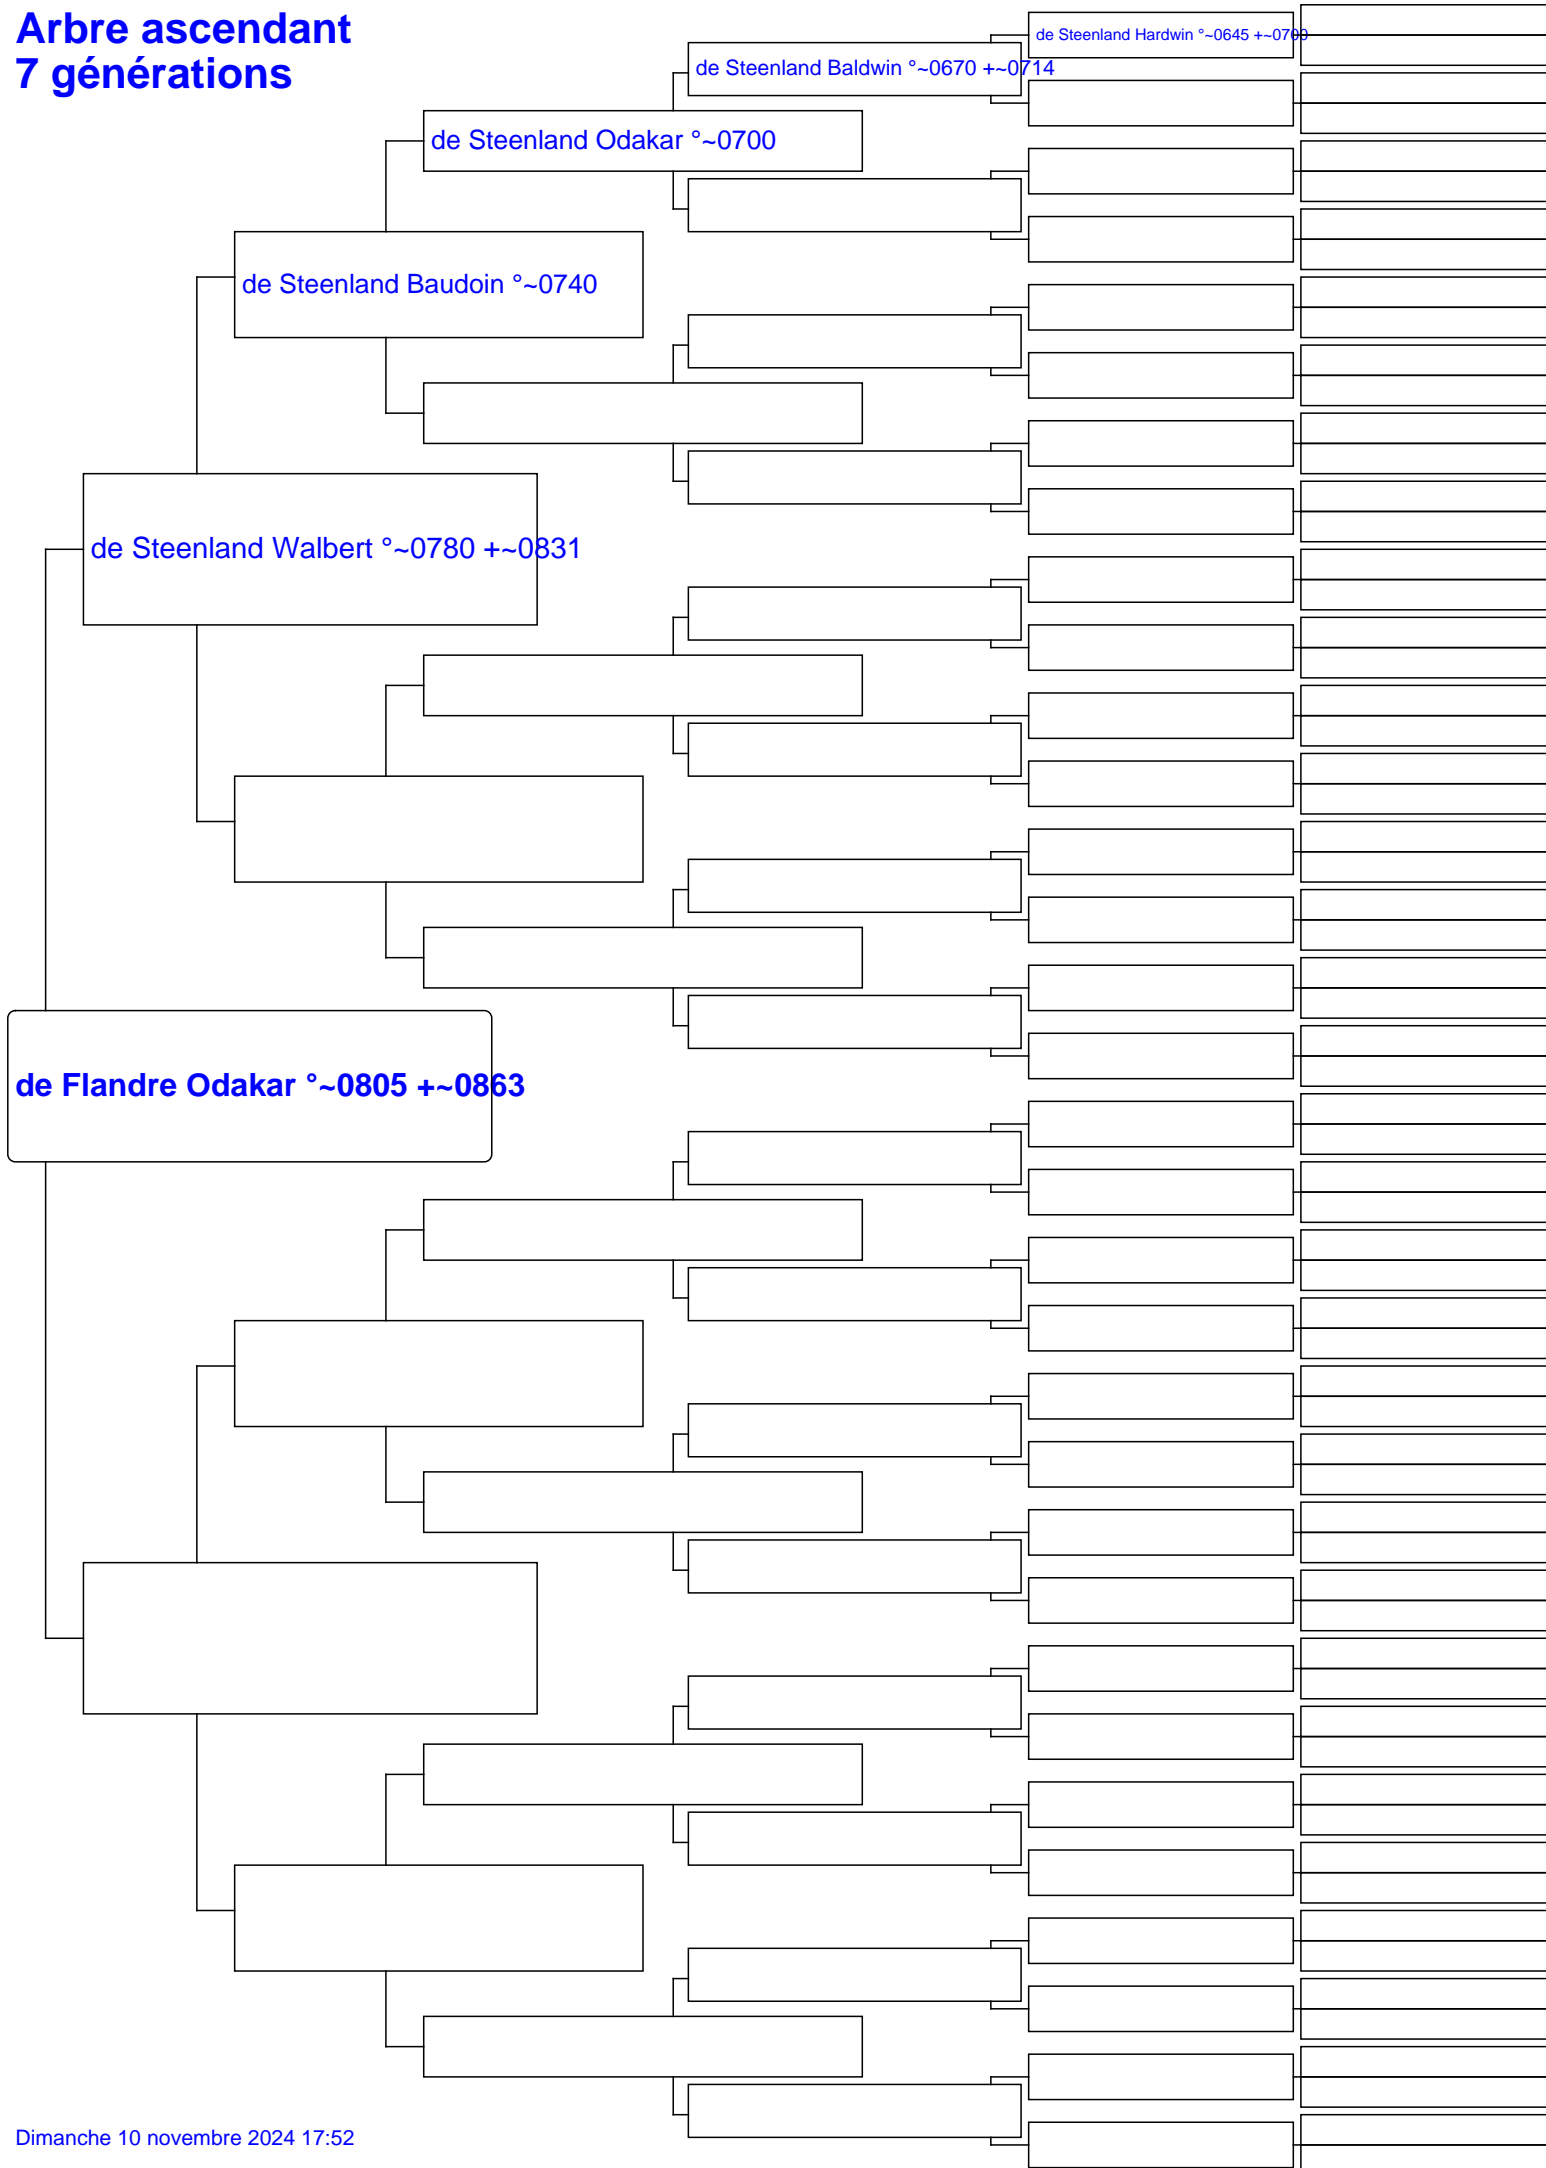 Arbre ascendant
7 générations
de Steenland Hardwin °~0645 +~0700
de Steenland Baldwin °~0670 +~0714
de Steenland Odakar °~0700
de Steenland Baudoin °~0740
de Steenland Walbert °~0780 +~0831
de Flandre Odakar °~0805 +~0863
Dimanche 10 novembre 2024 17:52